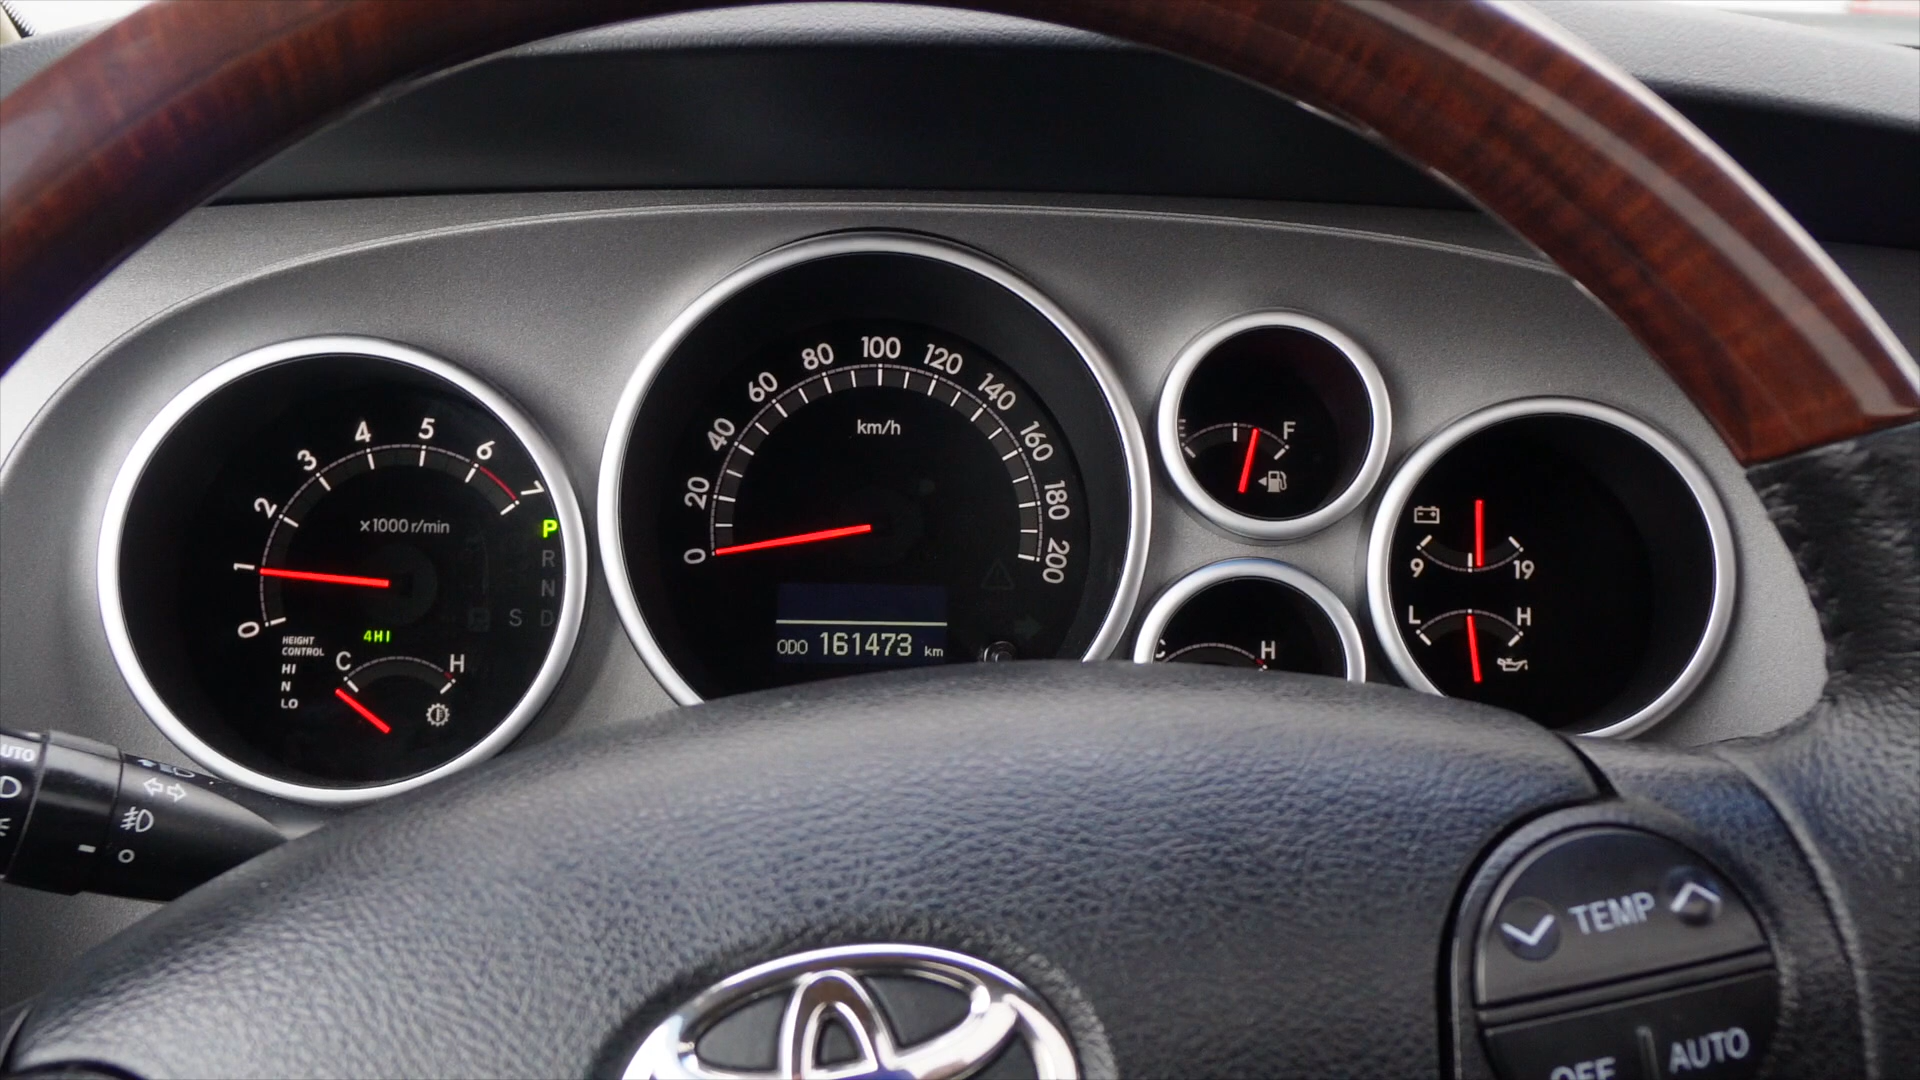 0
1
2
3
4
5
6
7
x1000 r/min
P
R
N
S D
HEIGHT
CONTROL
HI
N
LO
4HI
C H
0
20
40
60
80
100
120
140
160
180
200
km/h
ODO 161473 km
E F
C H
9 19
L H
AUTO
TEMP
OFF AUTO